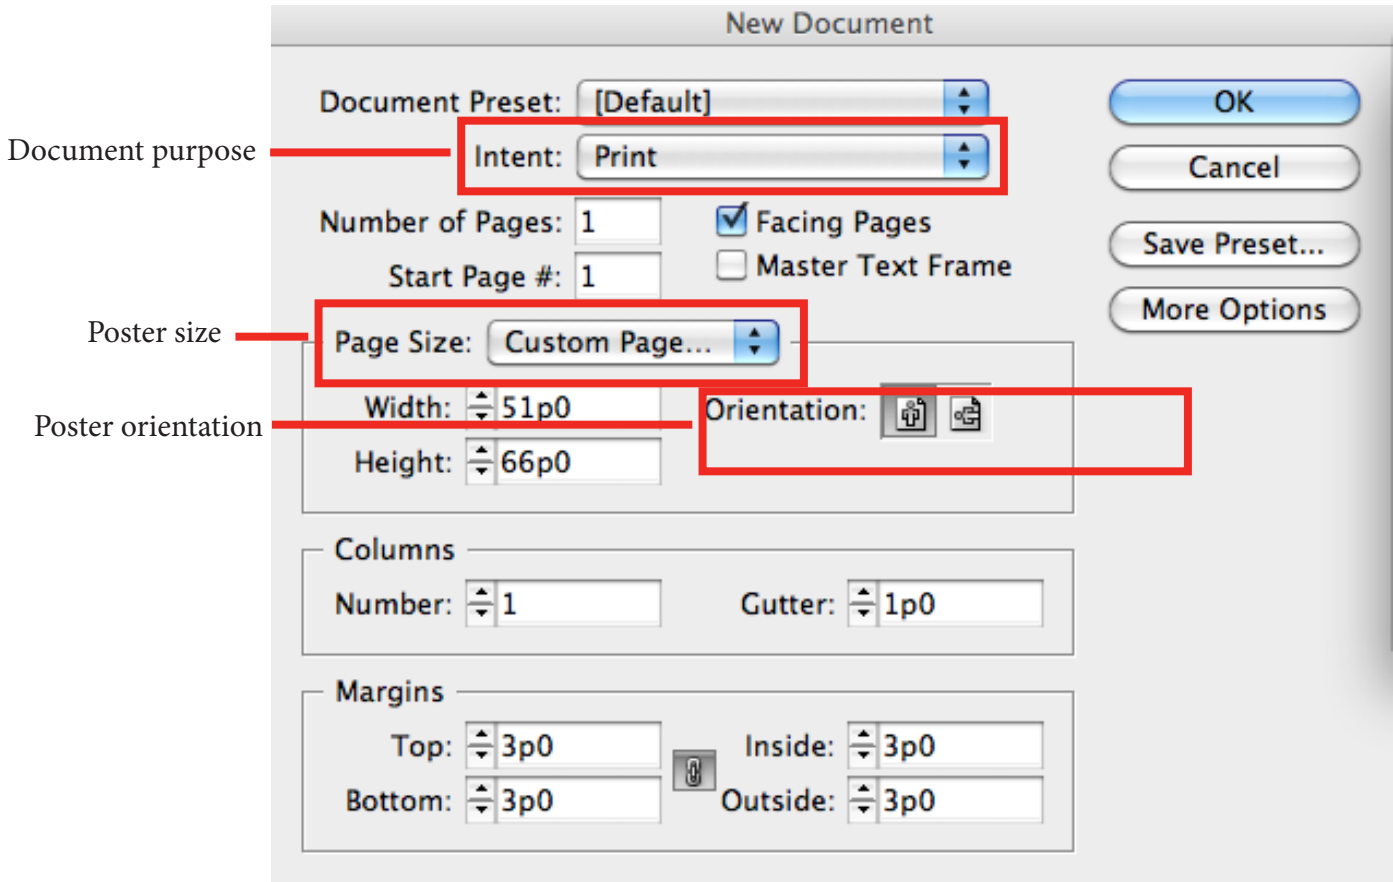 New Document
Document Preset: [Default] OK
Document purpose Intent: Print Cancel
Number of Pages: 1 Facing Pages Save Preset...
Start Page #: 1 Master Text Frame
More Options
Poster size Page Size: Custom Page...
Width: 51p0 Orientation:
Poster orientation
Height: 66p0
Columns
Number: 1 Gutter: 1p0
Margins
Top: 3p0 Inside: 3p0
Bottom: 3p0 Outside: 3p0